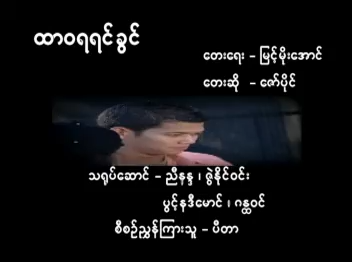 ထာဝရရင်ခွင်
တေးရေး – မြင့်မိုးအောင်
တေးဆို – ဇော်ပိုင်
သရုပ်ဆောင် – ညီနန္ဒ ၊ ဇွဲနိုင်ဝင်း
ပွင့်နဒီမောင် ၊ ဂန္ထဝင်
စီစဉ်ညွှန်ကြားသူ – ပီတာ